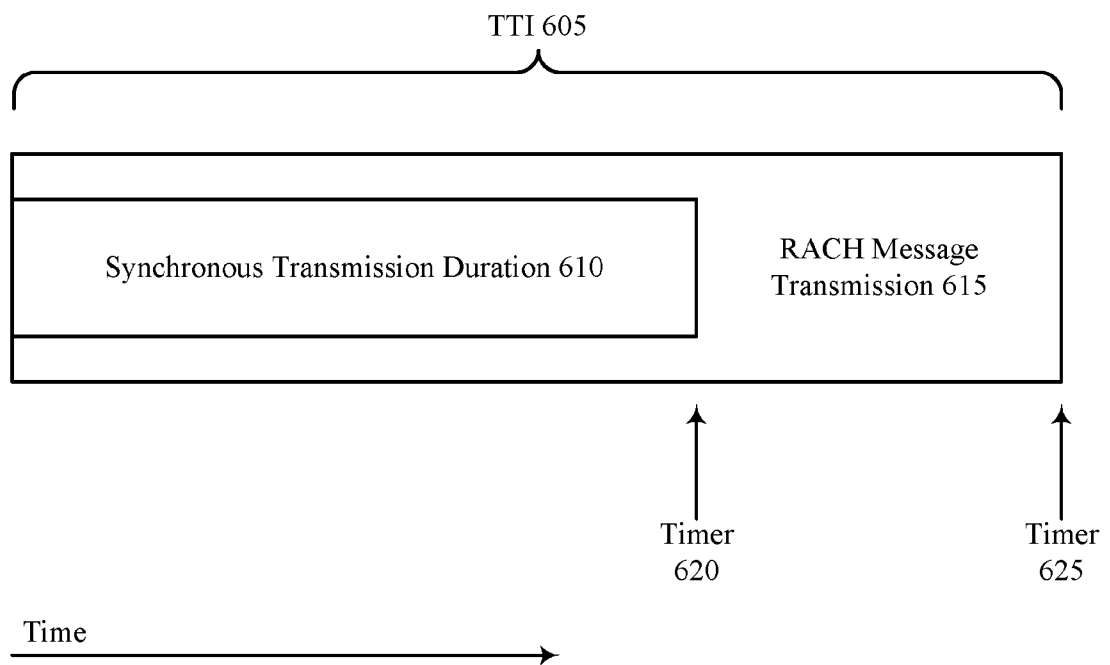 TTI 605
Synchronous Transmission Duration 610
RACH Message
Transmission 615
Timer
620
Timer
625
Time